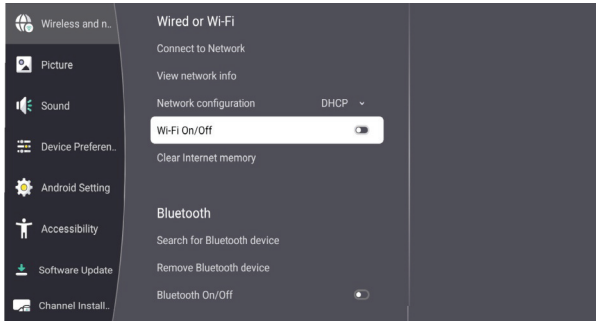 Wireless and n..
Picture
Sound
Device Preferen..
Android Setting
Accessibility
Software Update
Channel Install..
Wired or Wi-Fi
Connect to Network
View network info
Network configuration DHCP
Wi-Fi On/Off
Clear Internet memory
Bluetooth
Search for Bluetooth device
Remove Bluetooth device
Bluetooth On/Off